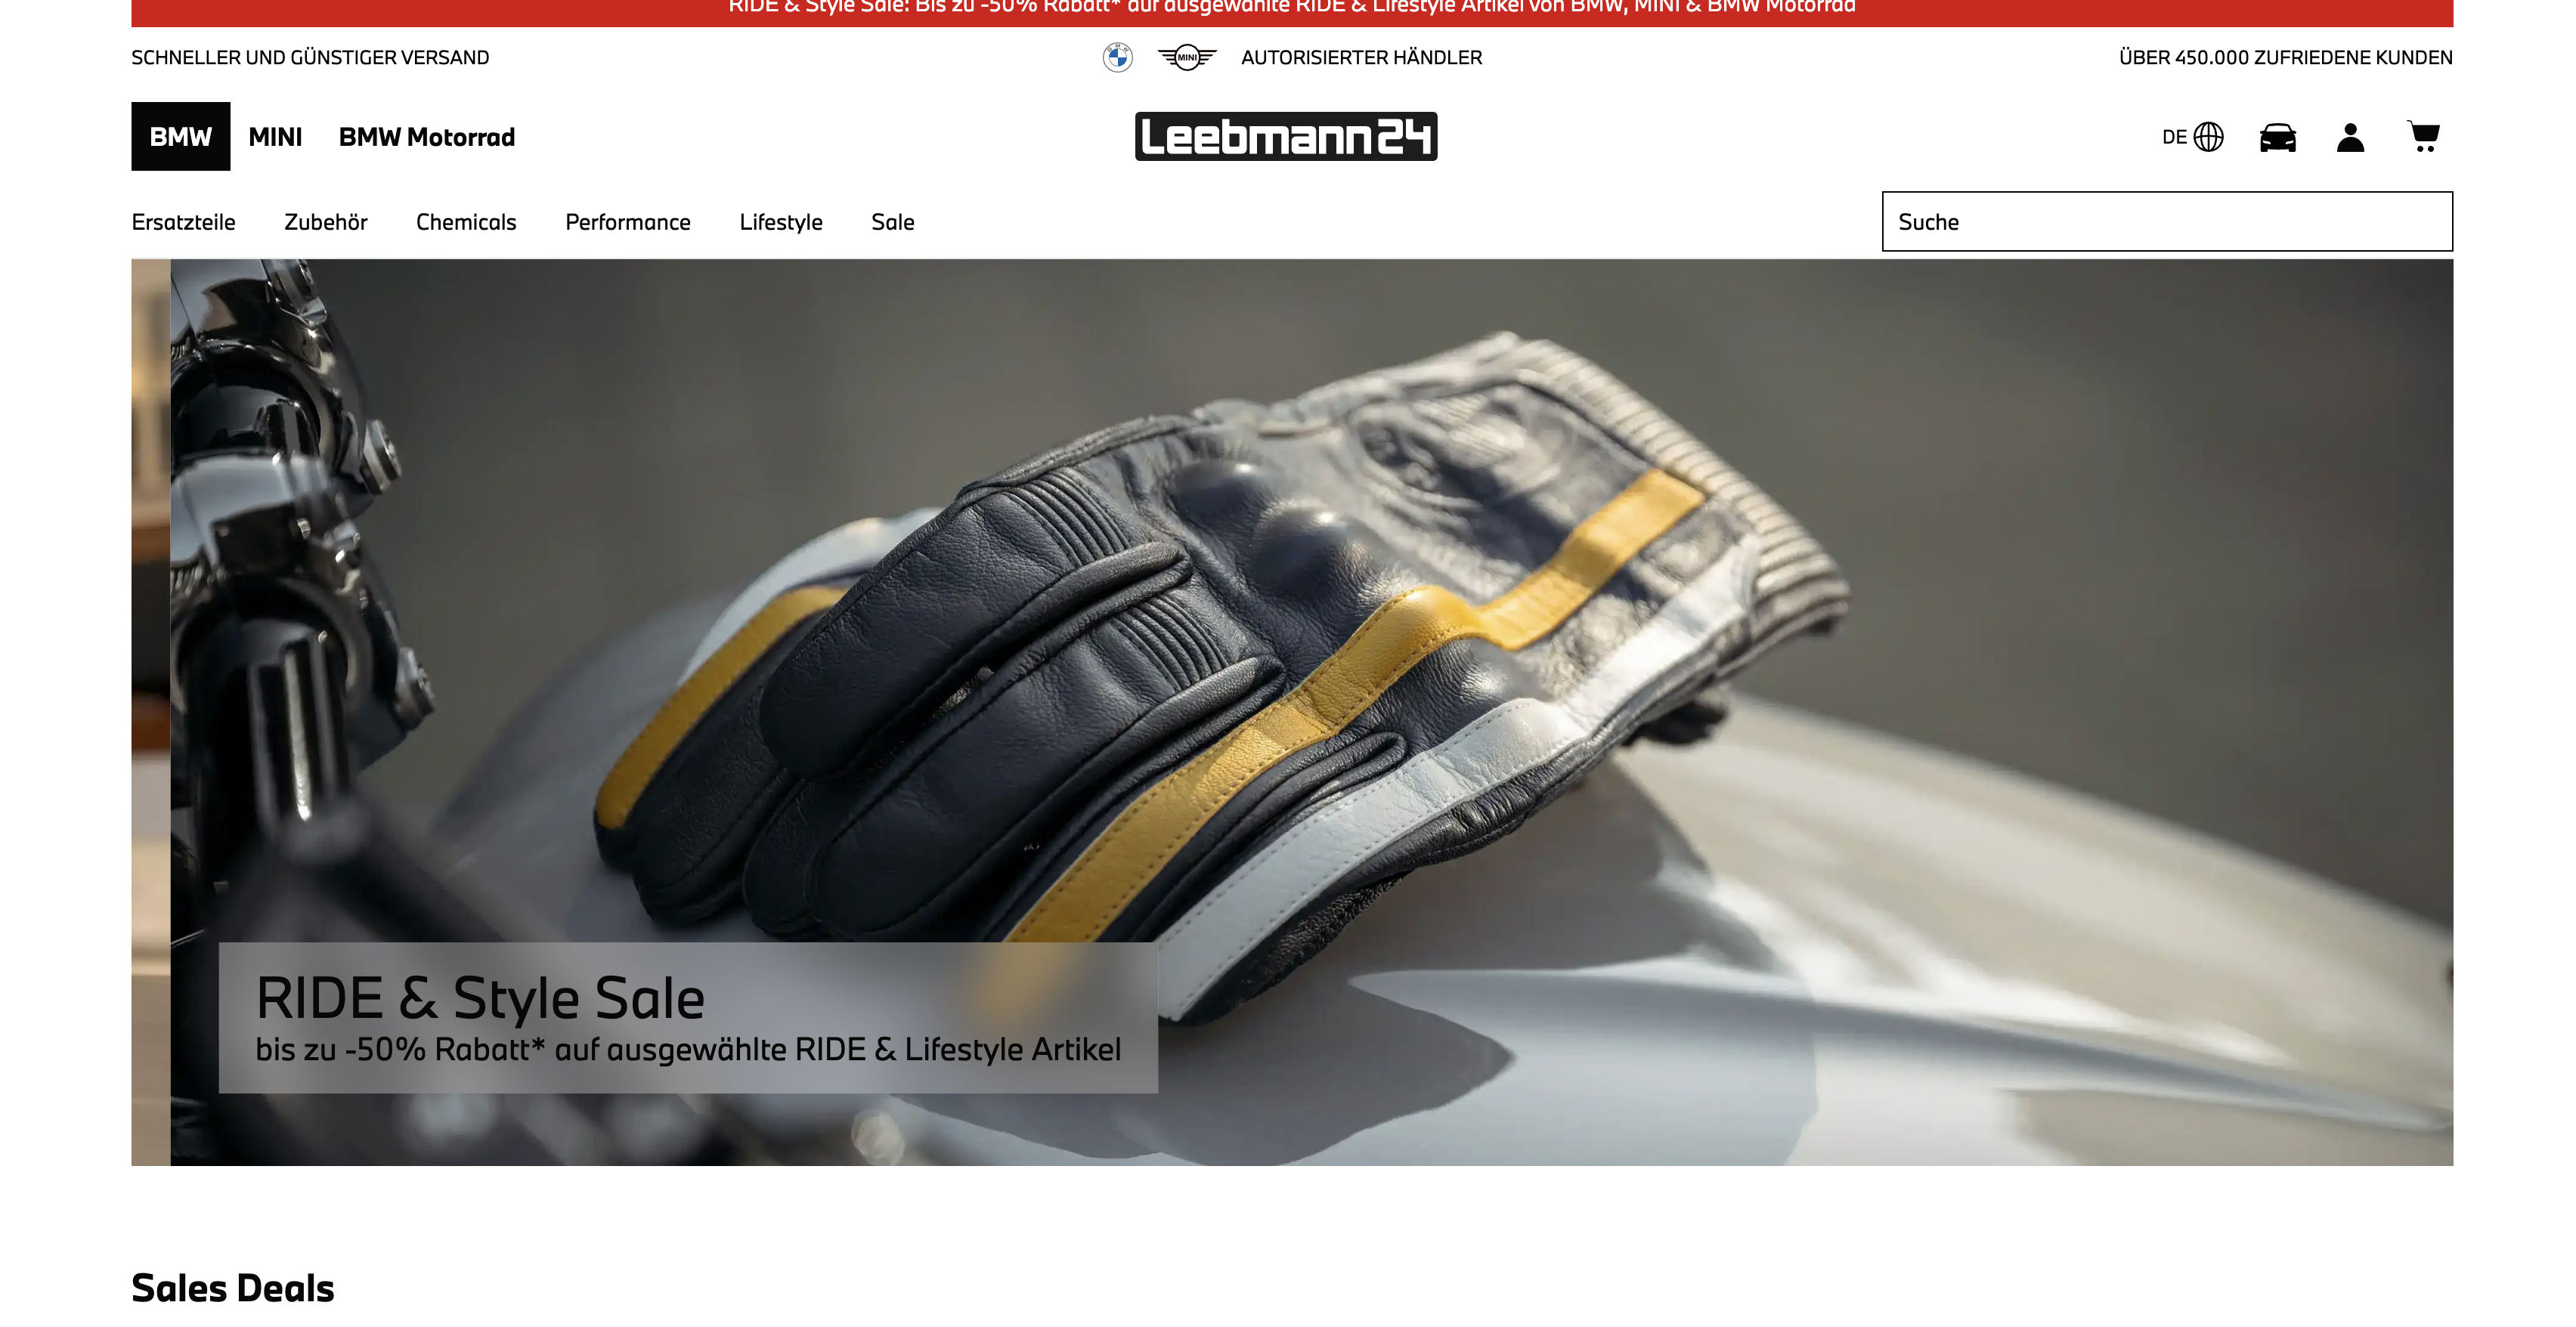 RIDE & Style Sale: Bis zu -50% Rabatt* auf ausgewählte RIDE & Lifestyle Artikel von BMW, MINI & BMW Motorrad
SCHNELLER UND GÜNSTIGER VERSAND
MINI
AUTORISIERTER HÄNDLER
ÜBER 450.000 ZUFRIEDENE KUNDEN
BMW
MINI
BMW Motorrad
Leebmann24
DE
Ersatzteile
Zubehör
Chemicals
Performance
Lifestyle
Sale
Suche
RIDE & Style Sale
bis zu -50% Rabatt* auf ausgewählte RIDE & Lifestyle Artikel
Sales Deals